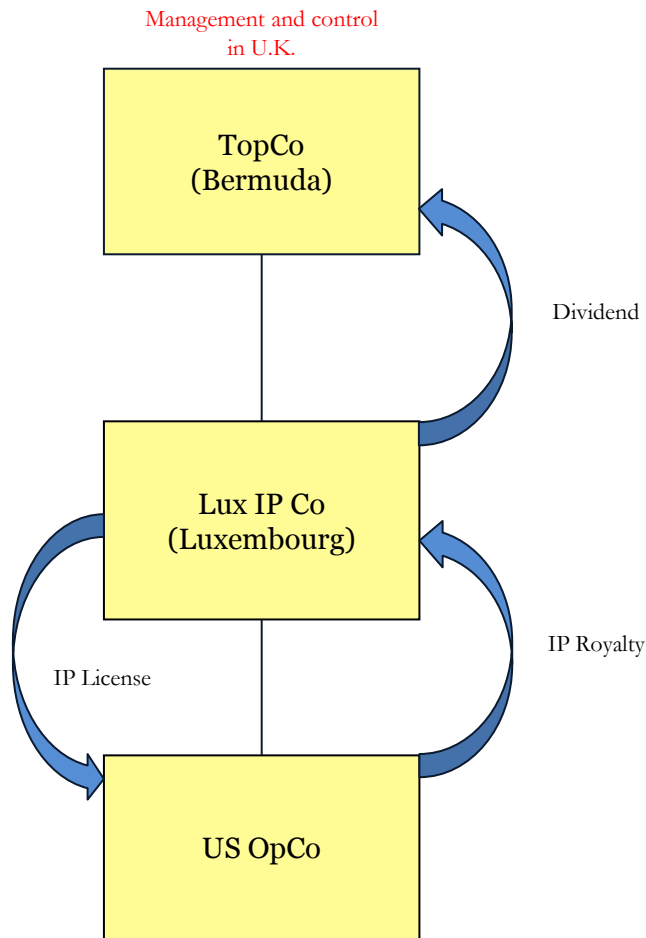 Management and control
in U.K.
TopCo
(Bermuda)
Dividend
Lux IP Co
(Luxembourg)
IP Royalty
IP License
US OpCo